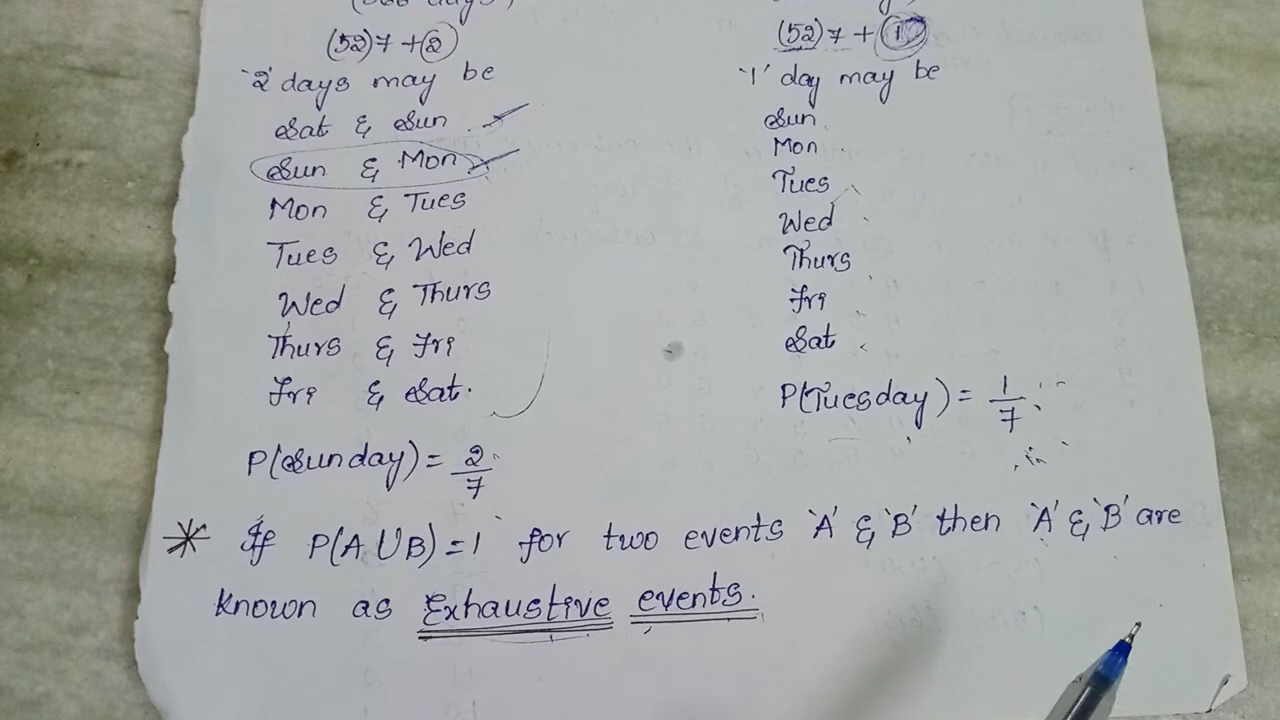 (52)7 + 2
'2' days may be
Sat & Sun.
Sun & Mon
Mon & Tues
Tues & Wed
Wed & Thurs
Thurs & Fri
Fri & Sat.
P(Sunday) = 2/7
(52)7 + 1
'1' day may be
Sun
Mon
Tues
Wed
Thurs
Fri
Sat
P(Tuesday) = 1/7
* If P(A∪B) = 1 for two events 'A' & 'B' then 'A' & 'B' are
known as Exhaustive events.